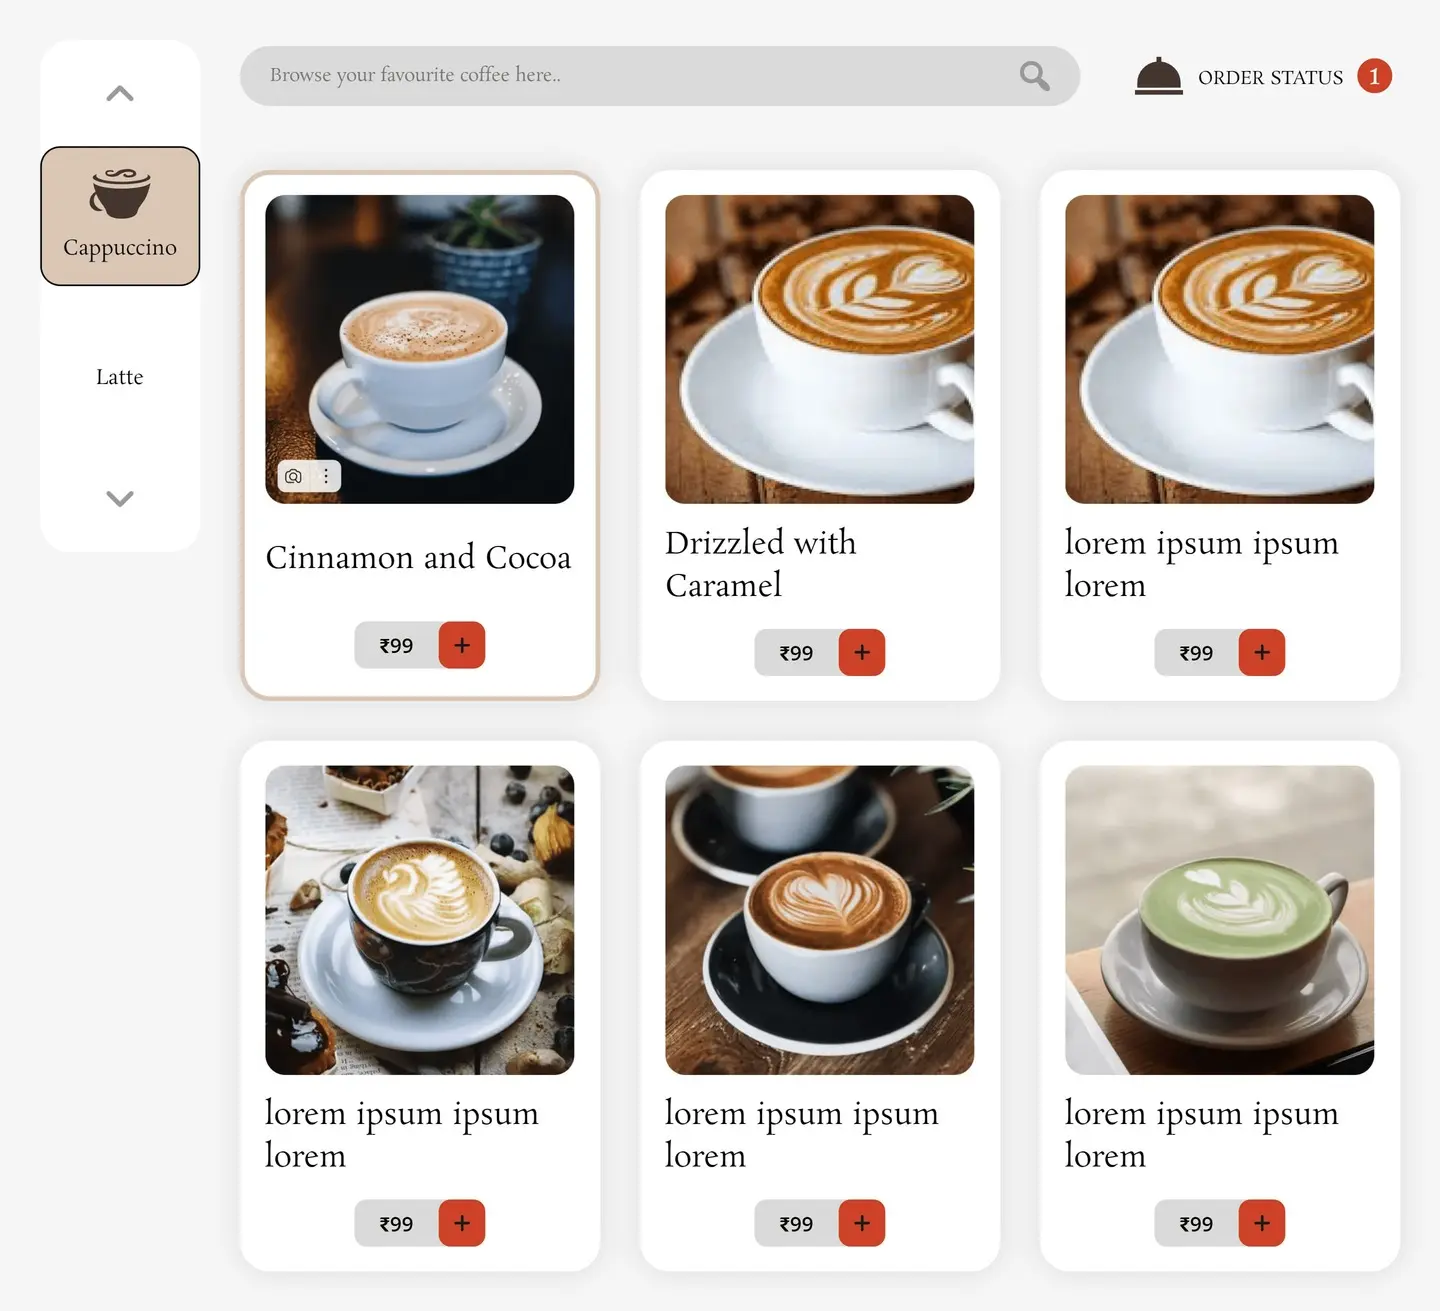 Browse your favourite coffee here..
ORDER STATUS 1
Cappuccino
Latte
Cinnamon and Cocoa
₹99 +
Drizzled with
Caramel
₹99 +
lorem ipsum ipsum
lorem
₹99 +
lorem ipsum ipsum
lorem
₹99 +
lorem ipsum ipsum
lorem
₹99 +
lorem ipsum ipsum
lorem
₹99 +